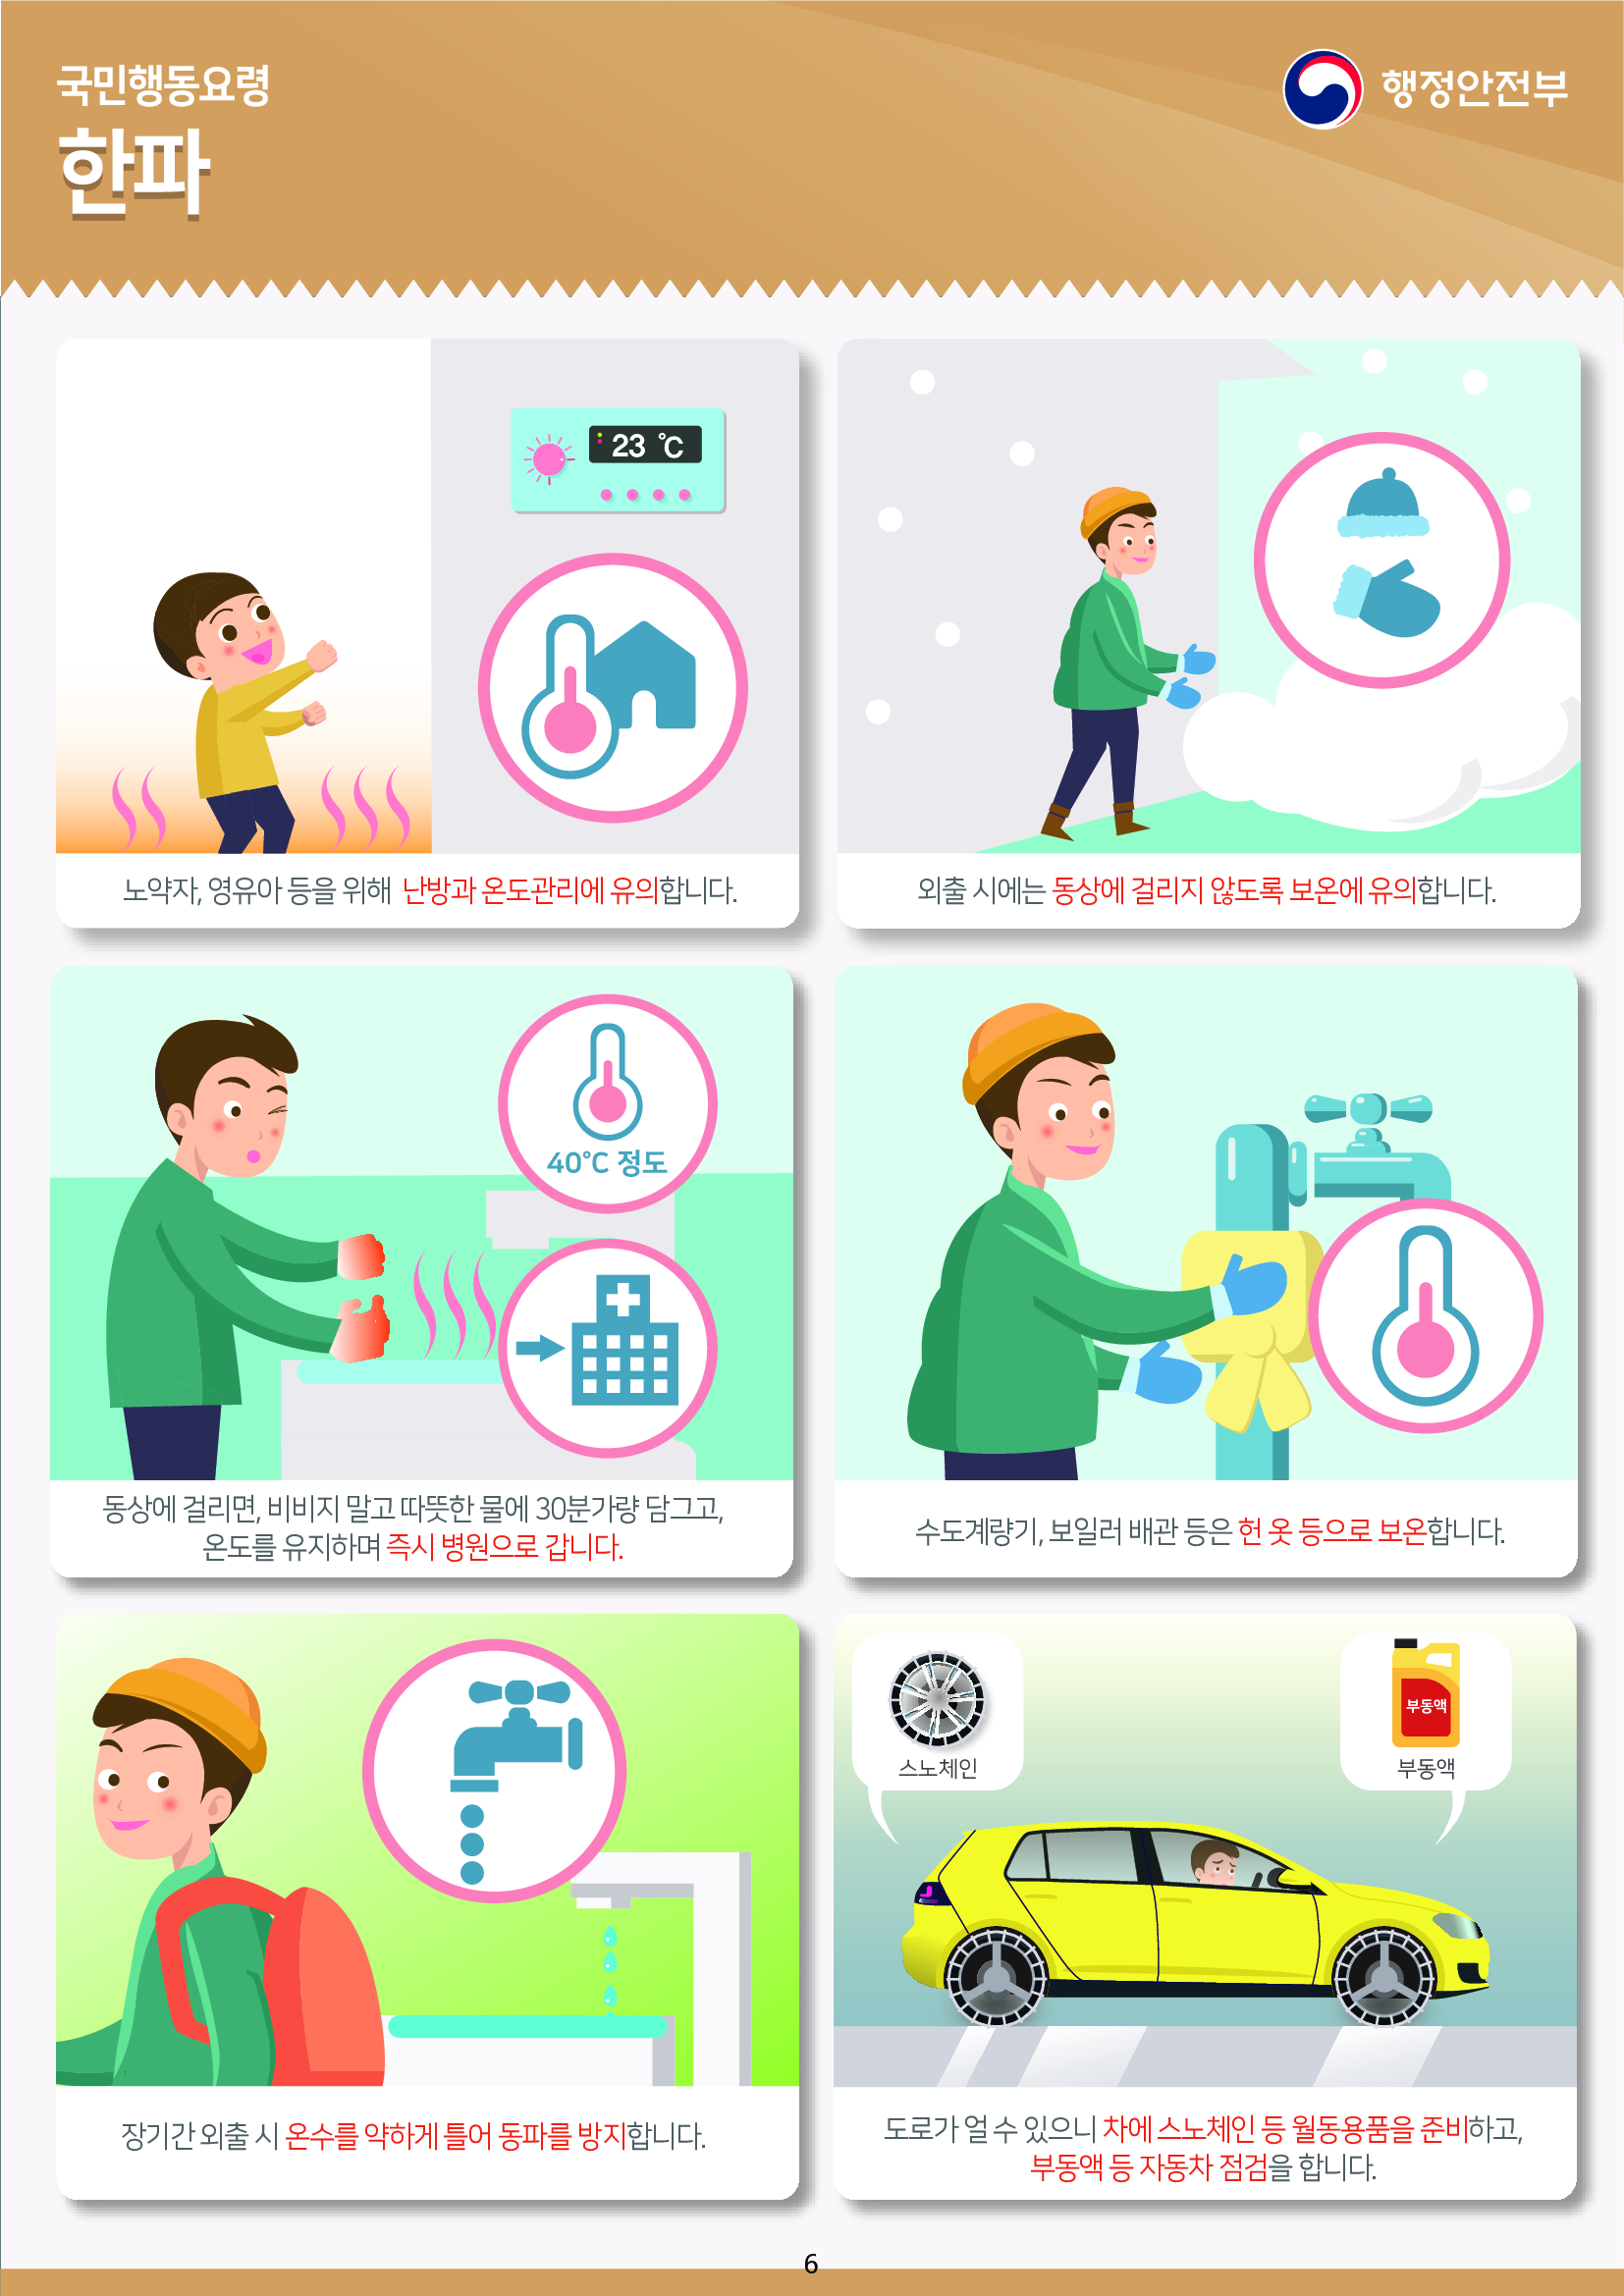 국민행동요령
한파
행정안전부
23 ℃
노약자, 영유아 등을 위해 난방과 온도관리에 유의합니다.
외출 시에는 동상에 걸리지 않도록 보온에 유의합니다.
40℃ 정도
동상에 걸리면, 비비지 말고 따뜻한 물에 30분가량 담그고,
온도를 유지하며 즉시 병원으로 갑니다.
수도계량기, 보일러 배관 등은 헌 옷 등으로 보온합니다.
장기간 외출 시 온수를 약하게 틀어 동파를 방지합니다.
스노체인
부동액
부동액
도로가 얼 수 있으니 차에 스노체인 등 월동용품을 준비하고,
부동액 등 자동차 점검을 합니다.
6